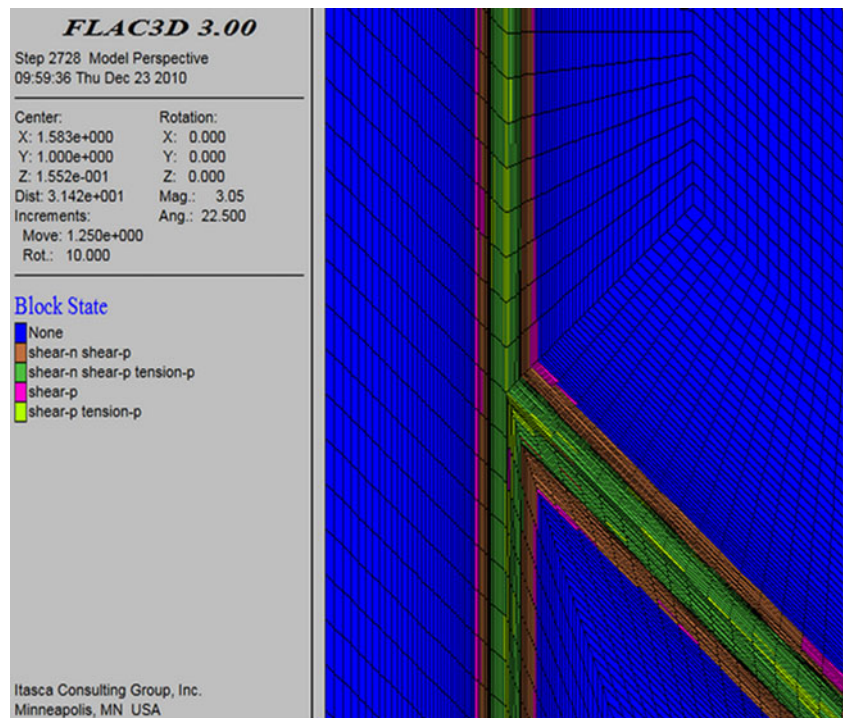 FLAC3D 3.00
Step 2728 Model Perspective
09:59:36 Thu Dec 23 2010
Center: Rotation:
X: 1.583e+000 X: 0.000
Y: 1.000e+000 Y: 0.000
Z: 1.552e-001 Z: 0.000
Dist: 3.142e+001 Mag.: 3.05
Increments: Ang.: 22.500
Move: 1.250e+000
Rot.: 10.000
Block State
None
shear-n shear-p
shear-n shear-p tension-p
shear-p
shear-p tension-p
Itasca Consulting Group, Inc.
Minneapolis, MN USA